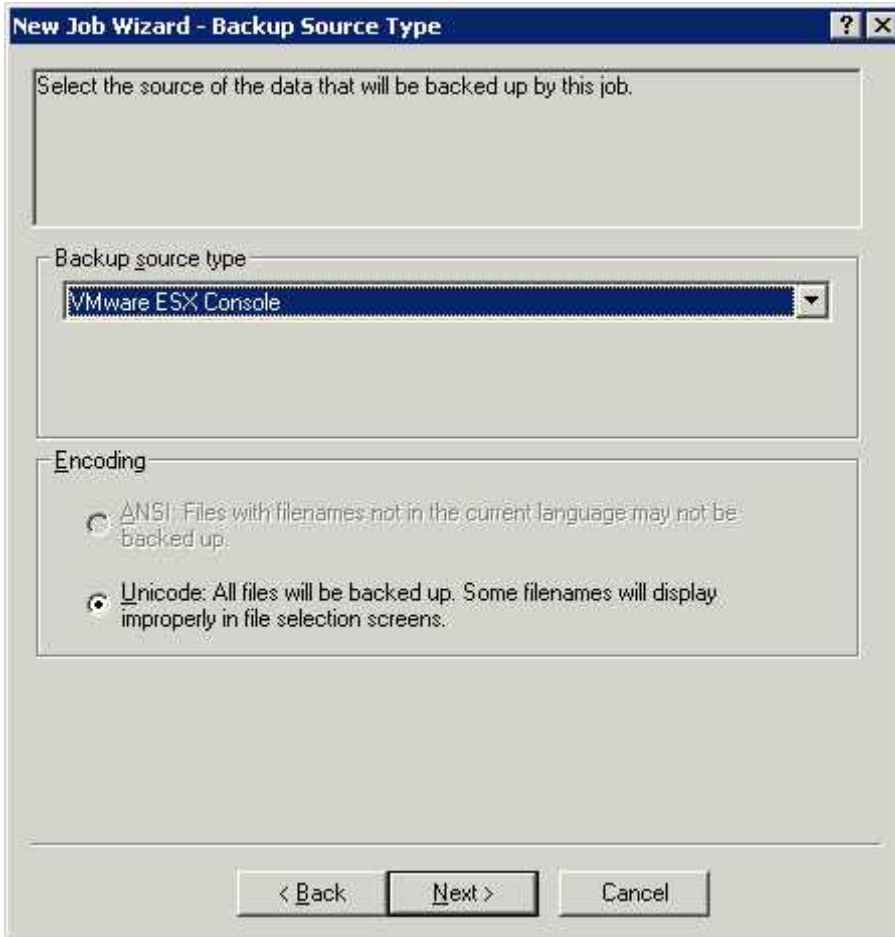 New Job Wizard - Backup Source Type
Select the source of the data that will be backed up by this job.
Backup source type
VMware ESX Console
Encoding
ANSI: Files with filenames not in the current language may not be
backed up.
Unicode: All files will be backed up. Some filenames will display
improperly in file selection screens.
< Back
Next >
Cancel